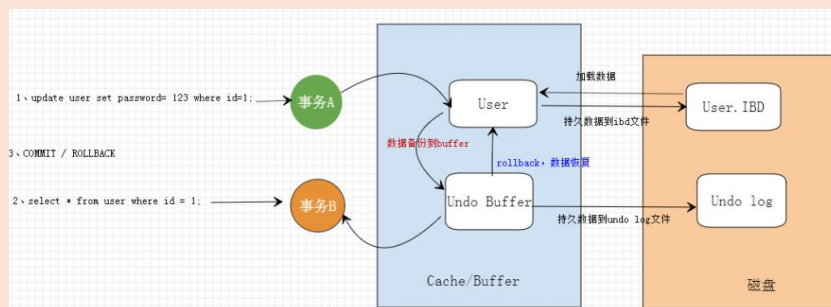 1、update user set password= 123 where id=1;
事务A
User
加载数据
User.IBD
持久数据到ibd文件
数据备份到buffer
3、COMMIT / ROLLBACK
rollback，数据恢复
2、select * from user where id = 1;
事务B
Undo Buffer
持久数据到undo log文件
Undo log
Cache/Buffer
磁盘